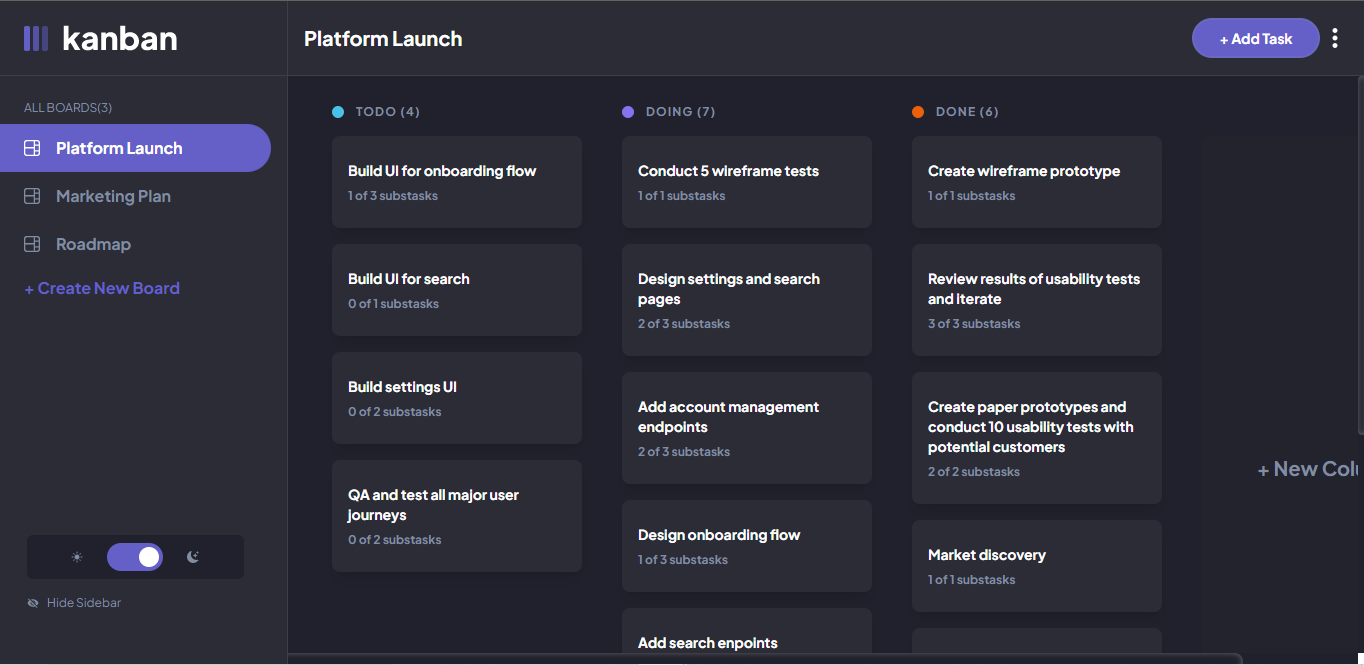 kanban
Platform Launch
+ Add Task
ALL BOARDS(3)
Platform Launch
Marketing Plan
Roadmap
+ Create New Board
Hide Sidebar
TODO (4)
Build UI for onboarding flow
1 of 3 substasks
Build UI for search
0 of 1 substasks
Build settings UI
0 of 2 substasks
QA and test all major user
journeys
0 of 2 substasks
DOING (7)
Conduct 5 wireframe tests
1 of 1 substasks
Design settings and search
pages
2 of 3 substasks
Add account management
endpoints
2 of 3 substasks
Design onboarding flow
1 of 3 substasks
Add search enpoints
DONE (6)
Create wireframe prototype
1 of 1 substasks
Review results of usability tests
and iterate
3 of 3 substasks
Create paper prototypes and
conduct 10 usability tests with
potential customers
2 of 2 substasks
Market discovery
1 of 1 substasks
+ New